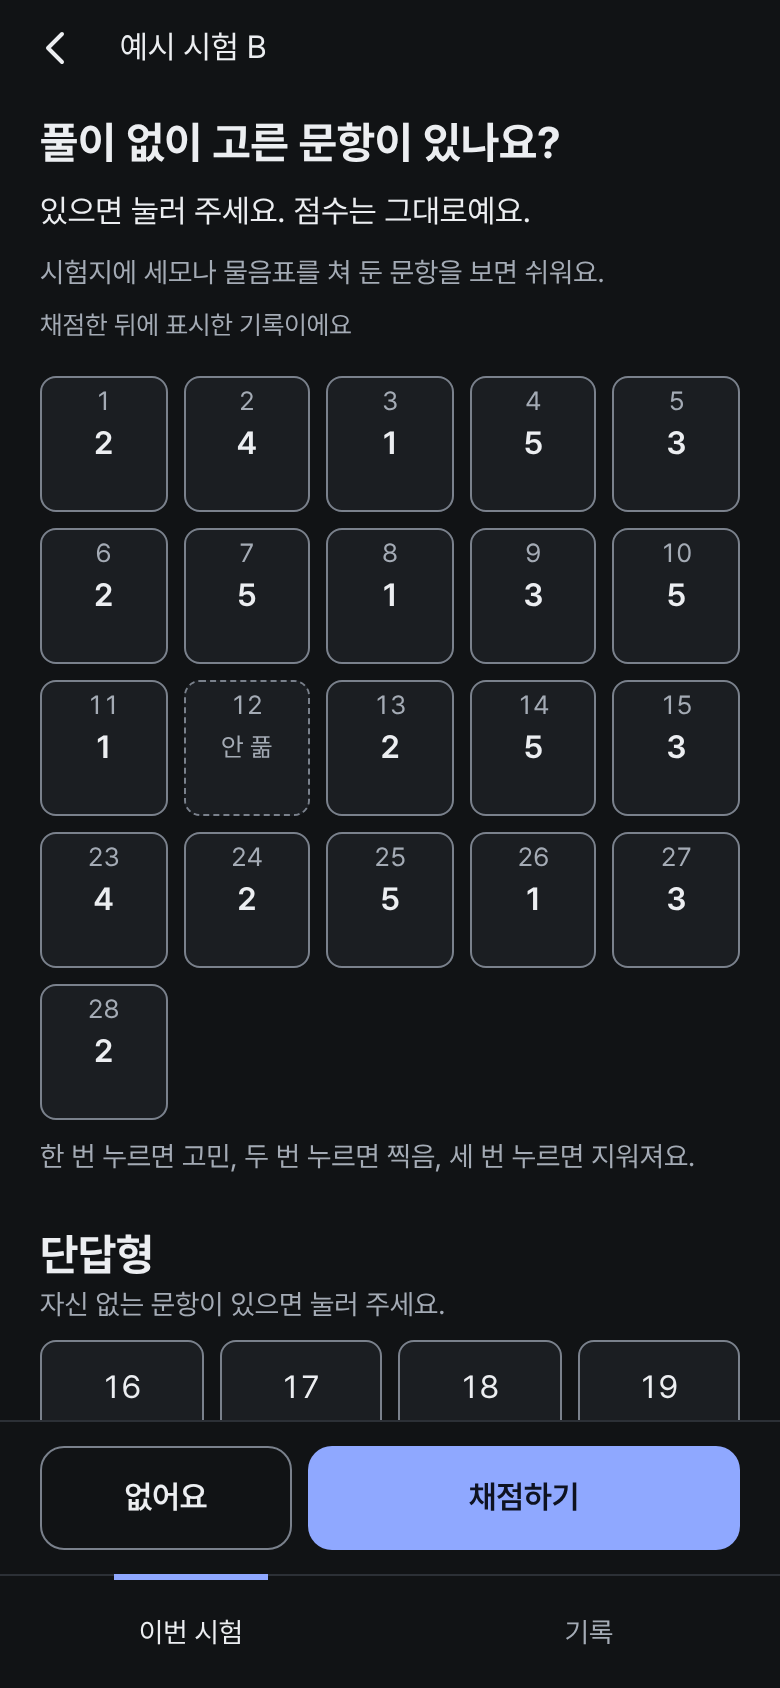 예시 시험 B
풀이 없이 고른 문항이 있나요?
있으면 눌러 주세요. 점수는 그대로예요.
시험지에 세모나 물음표를 쳐 둔 문항을 보면 쉬워요.
채점한 뒤에 표시한 기록이에요
1 2 3 4 5
2 4 1 5 3
6 7 8 9 10
2 5 1 3 5
11 12 13 14 15
1 안 풂 2 5 3
23 24 25 26 27
4 2 5 1 3
28
2
한 번 누르면 고민, 두 번 누르면 찍음, 세 번 누르면 지워져요.
단답형
자신 없는 문항이 있으면 눌러 주세요.
16 17 18 19
없어요 채점하기
이번 시험 기록